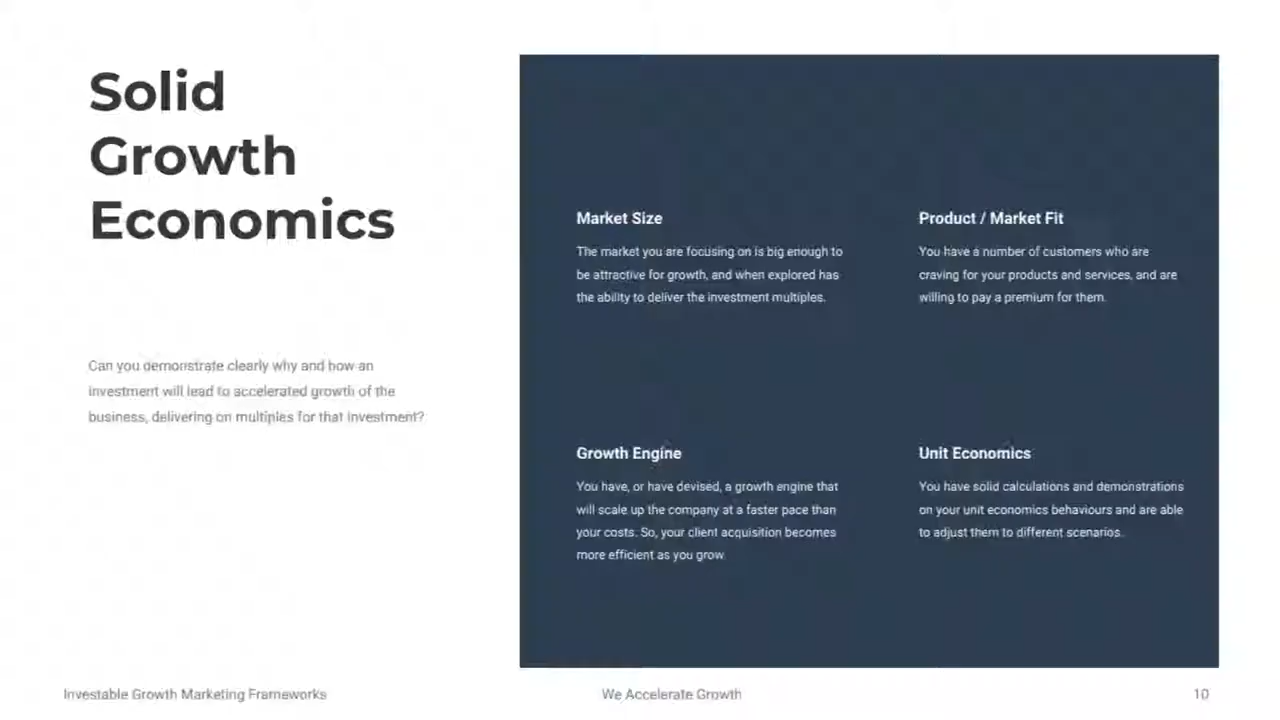 Solid
Growth
Economics
Can you demonstrate clearly why and how an
investment will lead to accelerated growth of the
business, delivering on multiples for that investment?
Market Size
The market you are focusing on is big enough to
be attractive for growth, and when explored has
the ability to deliver the investment multiples.
Product / Market Fit
You have a number of customers who are
craving for your products and services, and are
willing to pay a premium for them.
Growth Engine
You have, or have devised, a growth engine that
will scale up the company at a faster pace than
your costs. So, your client acquisition becomes
more efficient as you grow.
Unit Economics
You have solid calculations and demonstrations
on your unit economics behaviours and are able
to adjust them to different scenarios.
Investable Growth Marketing Frameworks
We Accelerate Growth
10